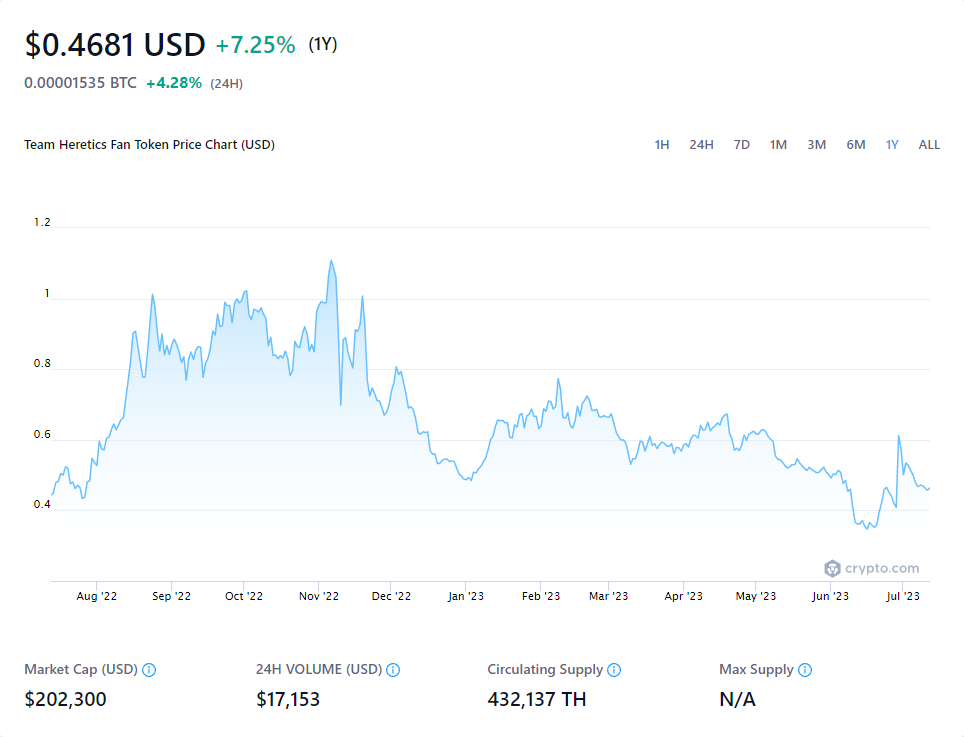 $0.4681 USD +7.25% (1Y)
0.00001535 BTC +4.28% (24H)
Team Heretics Fan Token Price Chart (USD)
1H 24H 7D 1M 3M 6M 1Y ALL
1.2
1
0.8
0.6
0.4
crypto.com
Aug '22 Sep '22 Oct '22 Nov '22 Dec '22 Jan '23 Feb '23 Mar '23 Apr '23 May '23 Jun '23 Jul '23
Market Cap (USD) 24H VOLUME (USD) Circulating Supply Max Supply
$202,300 $17,153 432,137 TH N/A